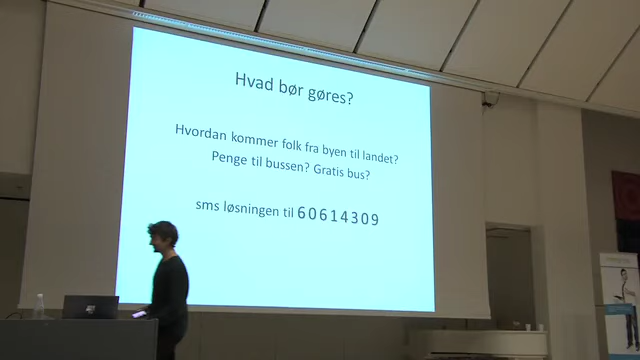 Hvad bør gøres?
Hvordan kommer folk fra byen til landet?
Penge til bussen? Gratis bus?
sms løsningen til 60614309